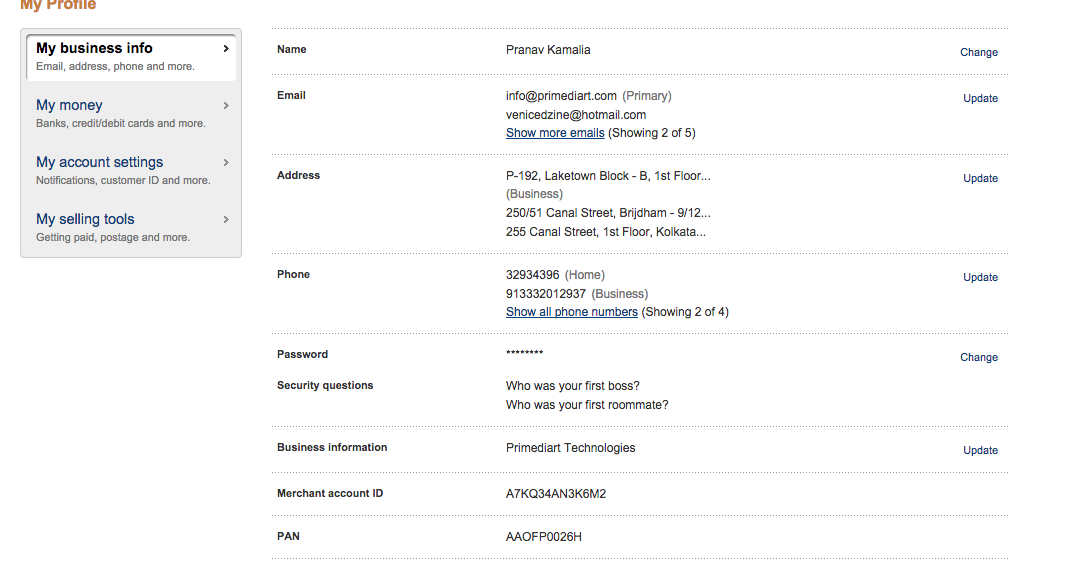 My Profile
My business info
Email, address, phone and more.
My money
Banks, credit/debit cards and more.
My account settings
Notifications, customer ID and more.
My selling tools
Getting paid, postage and more.
Name Pranav Kamalia Change
Email info@primediart.com (Primary) Update
venicedzine@hotmail.com
Show more emails (Showing 2 of 5)
Address P-192, Laketown Block - B, 1st Floor... Update
(Business)
250/51 Canal Street, Brijdham - 9/12...
255 Canal Street, 1st Floor, Kolkata...
Phone 32934396 (Home) Update
913332012937 (Business)
Show all phone numbers (Showing 2 of 4)
Password ******** Change
Security questions Who was your first boss?
Who was your first roommate?
Business information Primediart Technologies Update
Merchant account ID A7KQ34AN3K6M2
PAN AAOFP0026H